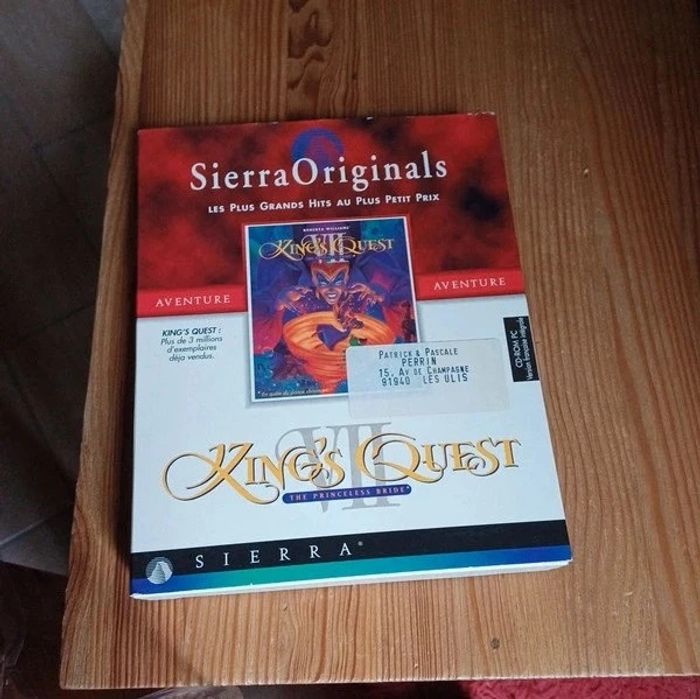 SierraOriginals
LES PLUS GRANDS HITS AU PLUS PETIT PRIX
ROBERTA WILLIAMS'
VII
KING'S QUEST
AVENTURE
AVENTURE
KING'S QUEST :
Plus de 3 millions
d'exemplaires
déja vendus.
CD-ROM PC
Version française intégrale
PATRICK & PASCALE
PERRIN
15, AV DE CHAMPAGNE
91940 LES ULIS
VII
KING'S QUEST
THE PRINCELESS BRIDE
SIERRA®